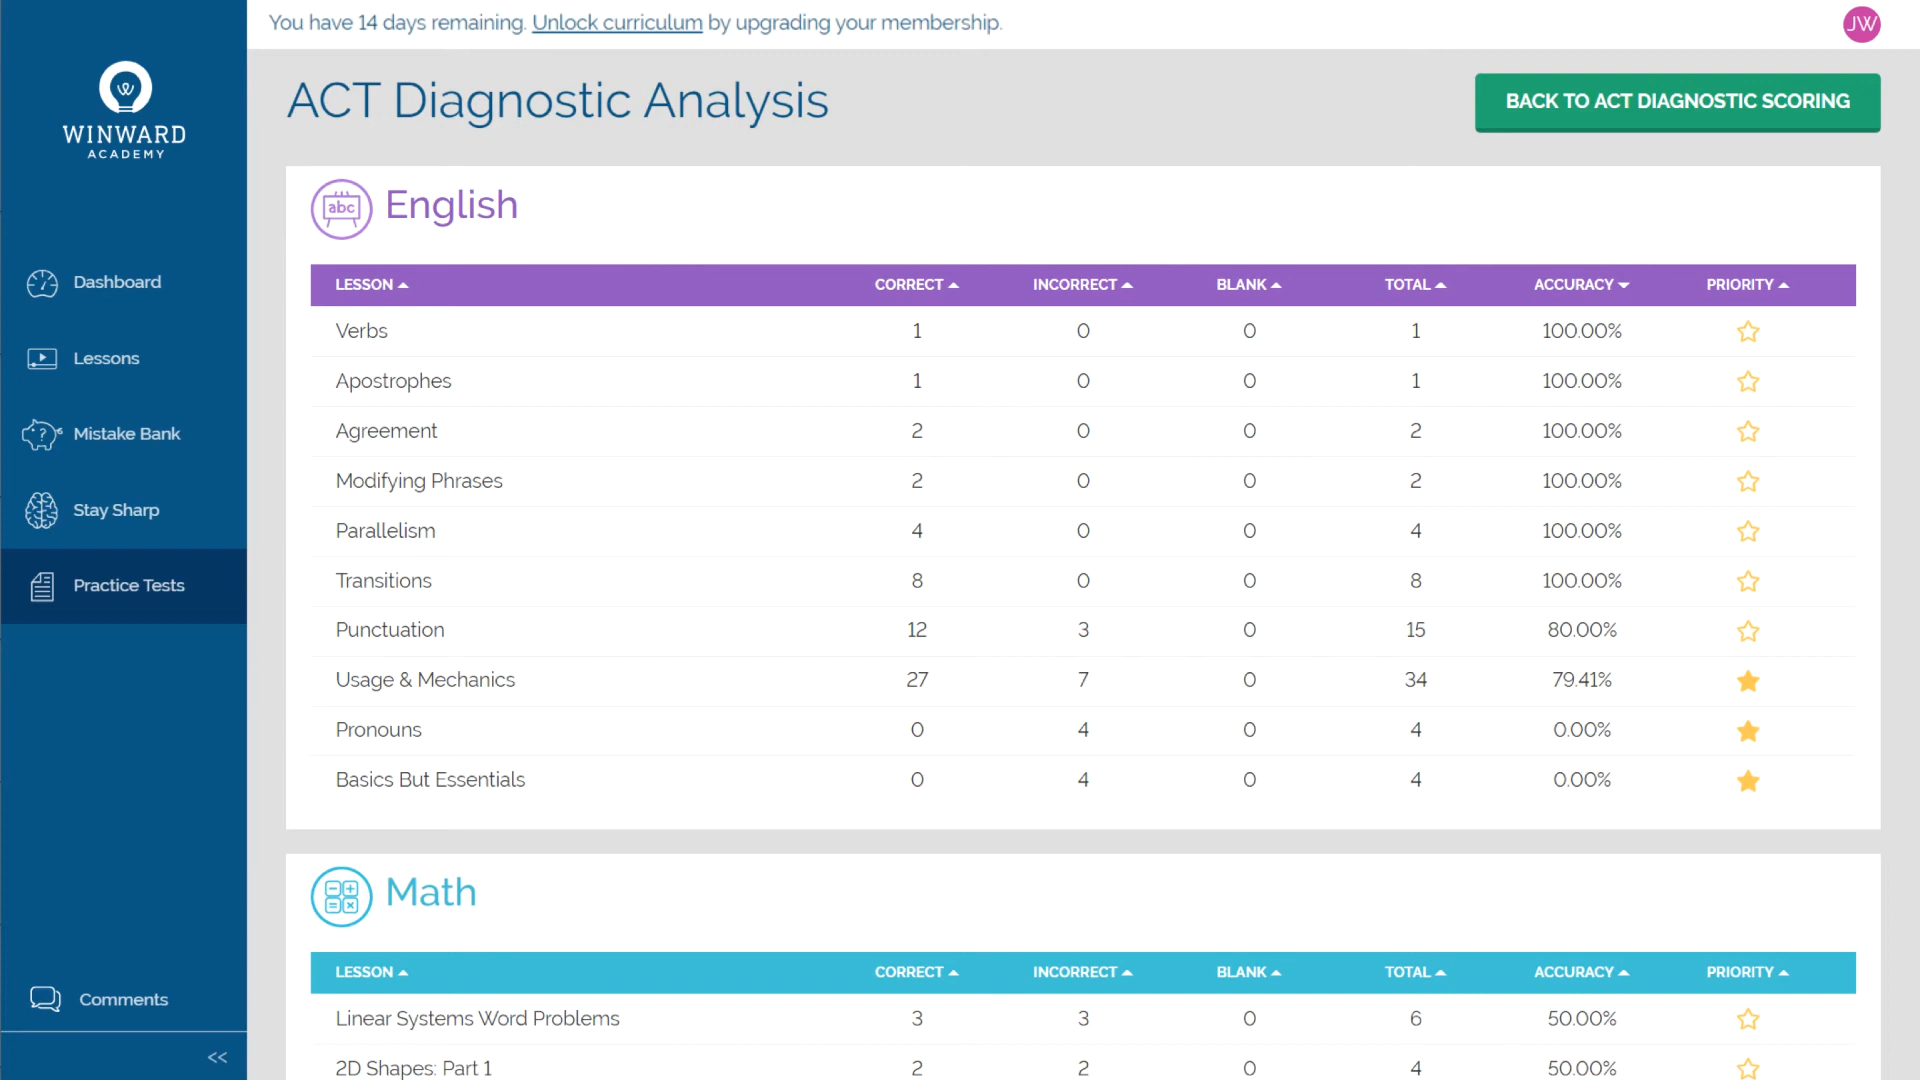 You have 14 days remaining. Unlock curriculum by upgrading your membership.
JW
WINWARD
ACADEMY
Dashboard
Lessons
Mistake Bank
Stay Sharp
Practice Tests
Comments
<<
ACT Diagnostic Analysis
BACK TO ACT DIAGNOSTIC SCORING
abc
English
LESSON CORRECT INCORRECT BLANK TOTAL ACCURACY PRIORITY
Verbs 1 0 0 1 100.00%
Apostrophes 1 0 0 1 100.00%
Agreement 2 0 0 2 100.00%
Modifying Phrases 2 0 0 2 100.00%
Parallelism 4 0 0 4 100.00%
Transitions 8 0 0 8 100.00%
Punctuation 12 3 0 15 80.00%
Usage & Mechanics 27 7 0 34 79.41%
Pronouns 0 4 0 4 0.00%
Basics But Essentials 0 4 0 4 0.00%
Math
LESSON CORRECT INCORRECT BLANK TOTAL ACCURACY PRIORITY
Linear Systems Word Problems 3 3 0 6 50.00%
2D Shapes: Part 1 2 2 0 4 50.00%